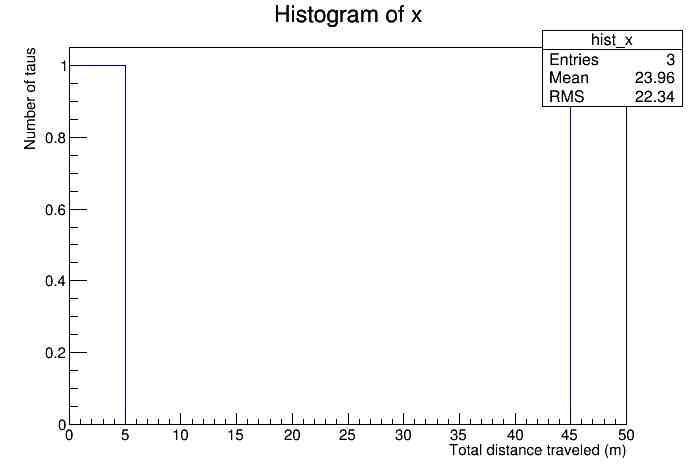 Histogram of x
hist_x
Entries 3
Mean 23.96
RMS 22.34
Number of taus
1
0.8
0.6
0.4
0.2
0
0 5 10 15 20 25 30 35 40 45 50
Total distance traveled (m)